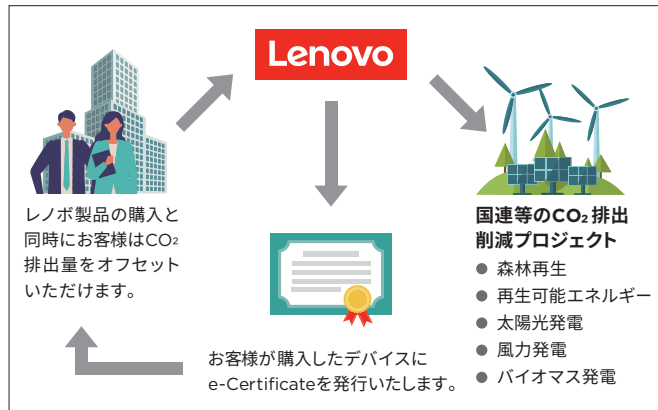 Lenovo
レノボ製品の購入と
同時にお客様はCO₂
排出量をオフセット
いただけます。
お客様が購入したデバイスに
e-Certificateを発行いたします。
国連等のCO₂排出
削減プロジェクト
● 森林再生
● 再生可能エネルギー
● 太陽光発電
● 風力発電
● バイオマス発電